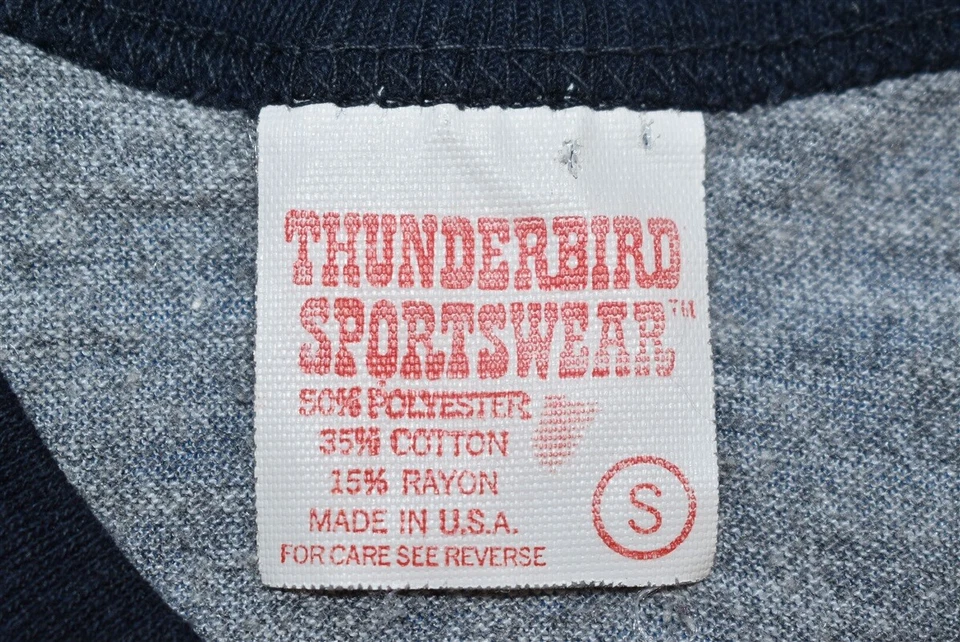 THUNDERBIRD
SPORTSWEAR™
50% POLYESTER
35% COTTON
15% RAYON
MADE IN U.S.A.
FOR CARE SEE REVERSE
S